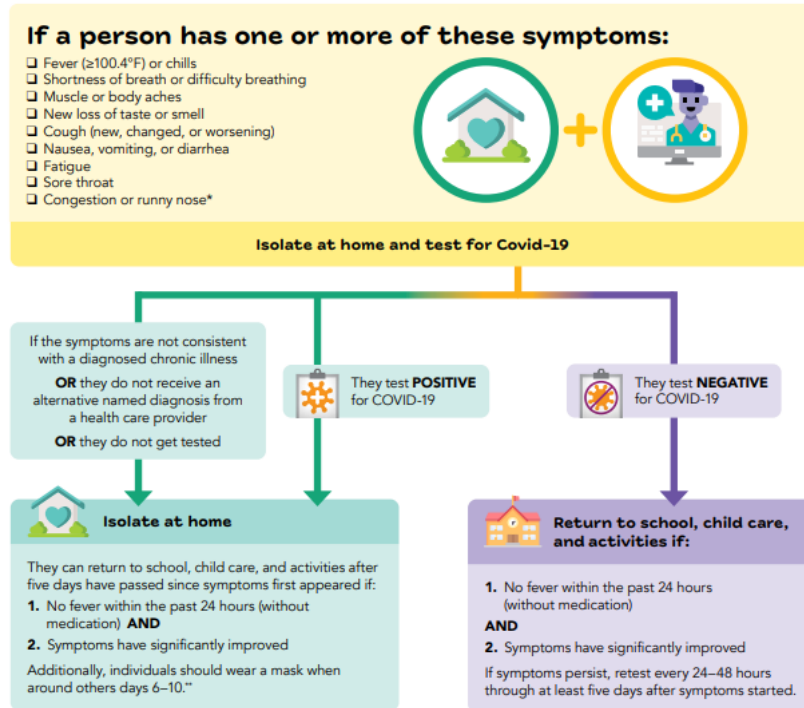 If a person has one or more of these symptoms:
❑ Fever (≥100.4°F) or chills
❑ Shortness of breath or difficulty breathing
❑ Muscle or body aches
❑ New loss of taste or smell
❑ Cough (new, changed, or worsening)
❑ Nausea, vomiting, or diarrhea
❑ Fatigue
❑ Sore throat
❑ Congestion or runny nose*
Isolate at home and test for Covid-19
If the symptoms are not consistent
with a diagnosed chronic illness
OR they do not receive an
alternative named diagnosis from
a health care provider
OR they do not get tested
They test POSITIVE
for COVID-19
They test NEGATIVE
for COVID-19
Isolate at home
They can return to school, child care, and activities after
five days have passed since symptoms first appeared if:
1. No fever within the past 24 hours (without
medication) AND
2. Symptoms have significantly improved
Additionally, individuals should wear a mask when
around others days 6–10.**
Return to school, child care,
and activities if:
1. No fever within the past 24 hours
(without medication)
AND
2. Symptoms have significantly improved
If symptoms persist, retest every 24–48 hours
through at least five days after symptoms started.